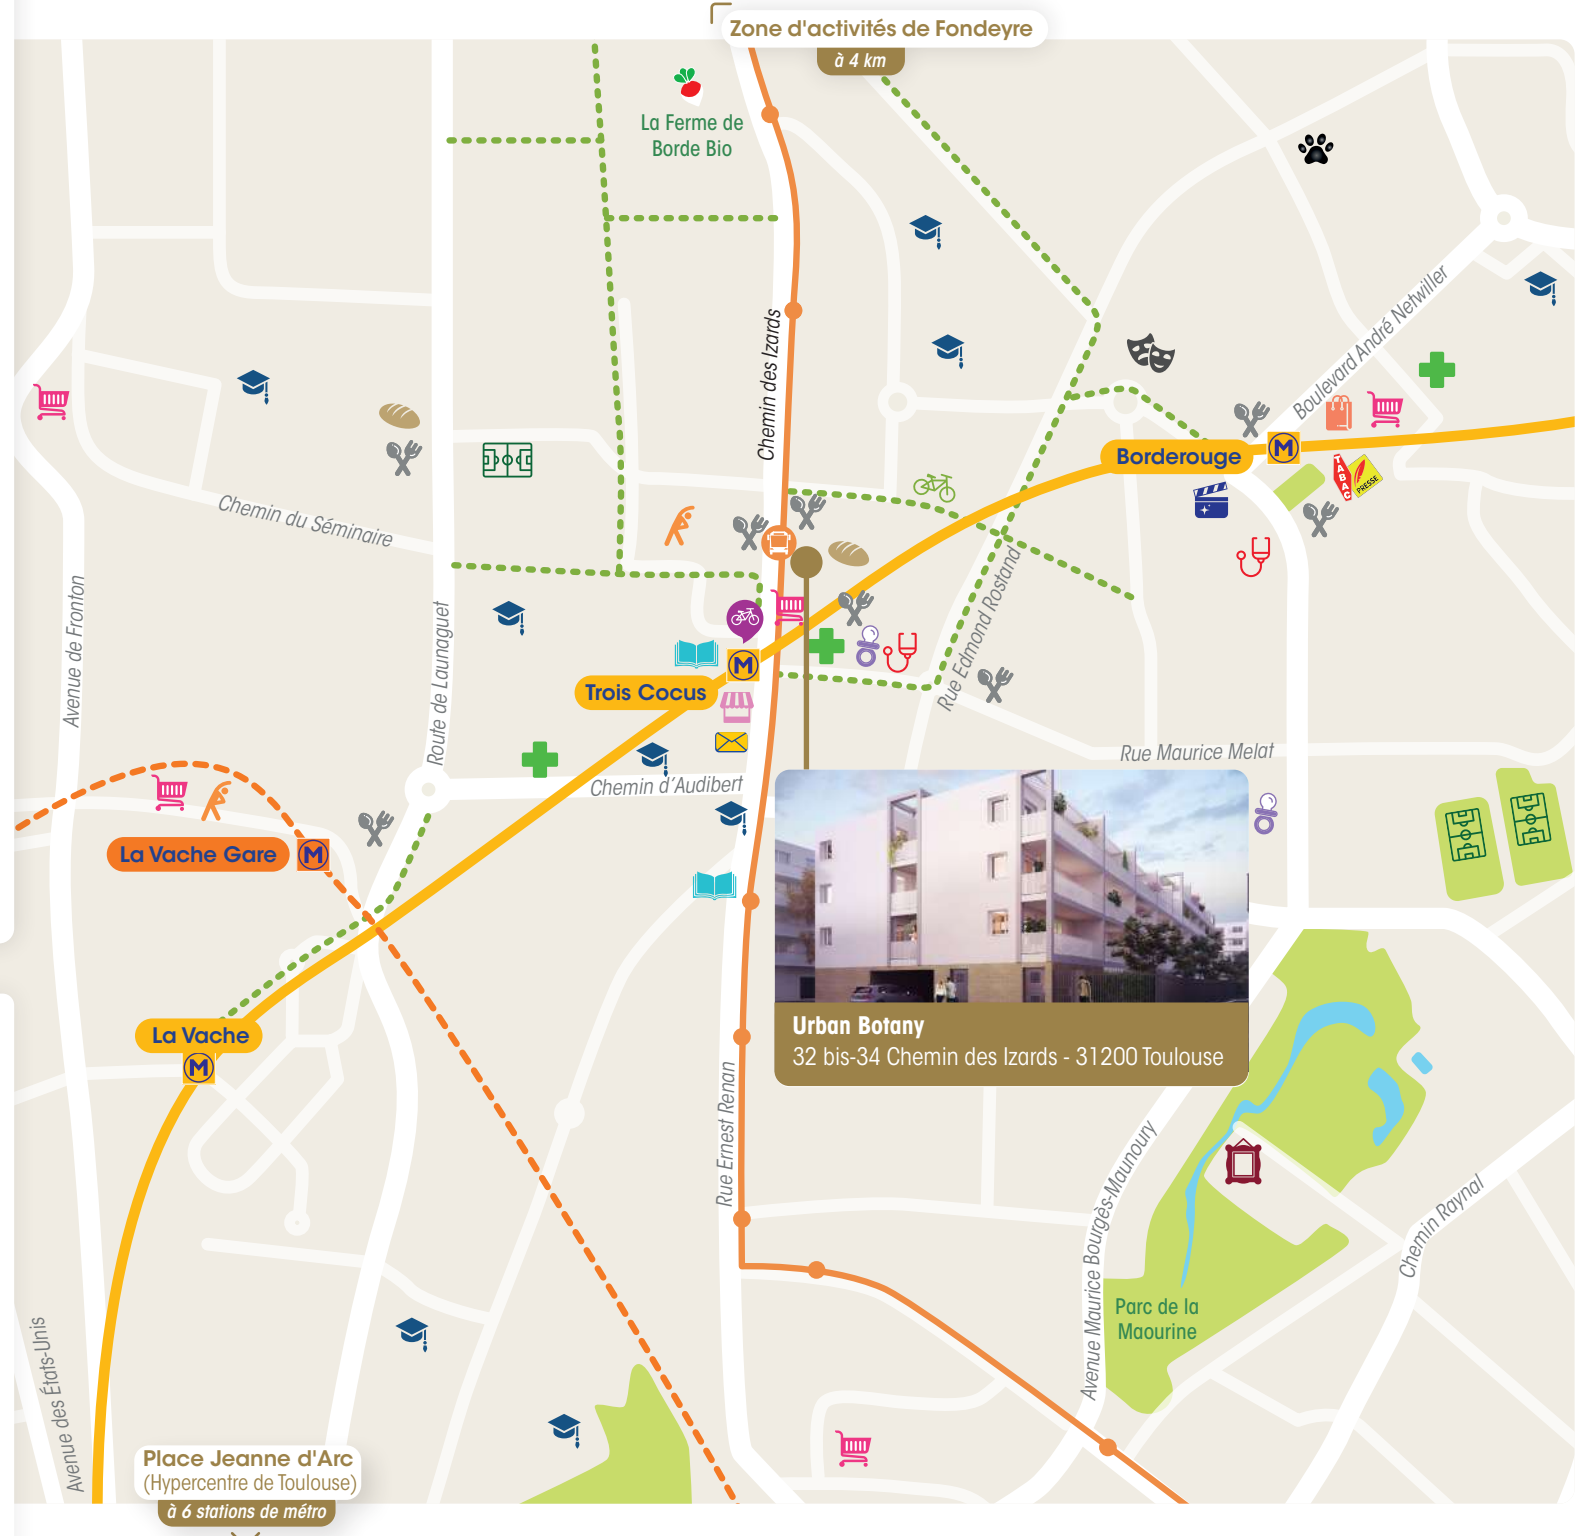 Zone d'activités de Fondeyre
à 4 km
La Ferme de
Borde Bio
Chemin des Izards
Boulevard André Netwiller
Borderouge
TABAC
PRESSE
Chemin du Séminaire
Avenue de Fronton
Route de Launaguet
Rue Edmond Rostand
Trois Cocus
Rue Maurice Melat
Chemin d'Audibert
La Vache Gare
M
M
M
M
La Vache
Urban Botany
32 bis-34 Chemin des Izards - 31200 Toulouse
Rue Ernest Renan
Avenue Maurice Bourgès-Maunoury
Chemin Raynal
Parc de la
Maourine
Avenue des États-Unis
Place Jeanne d'Arc
(Hypercentre de Toulouse)
à 6 stations de métro